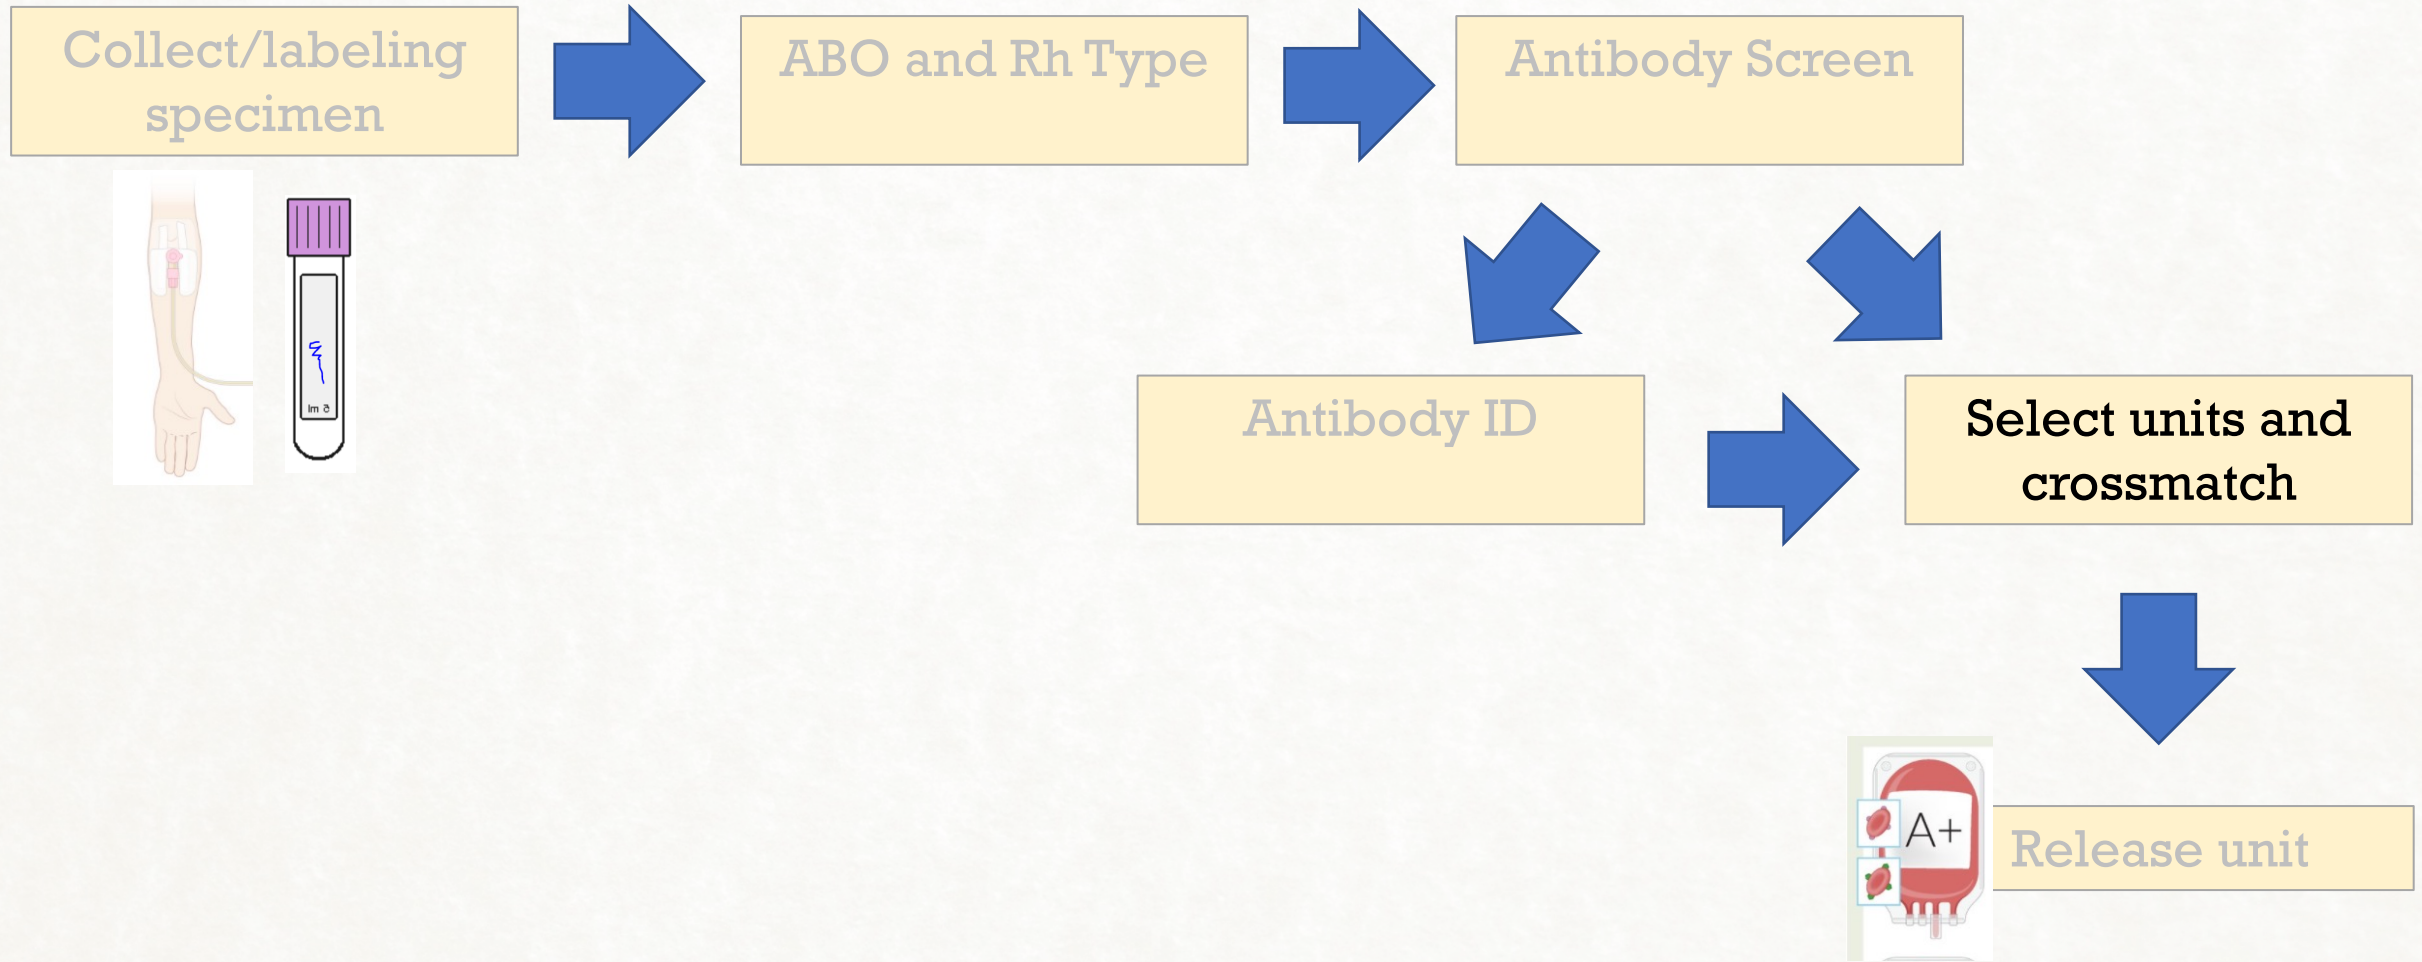 Collect/labeling
specimen
ABO and Rh Type
Antibody Screen
Antibody ID
Select units and
crossmatch
A+
Release unit